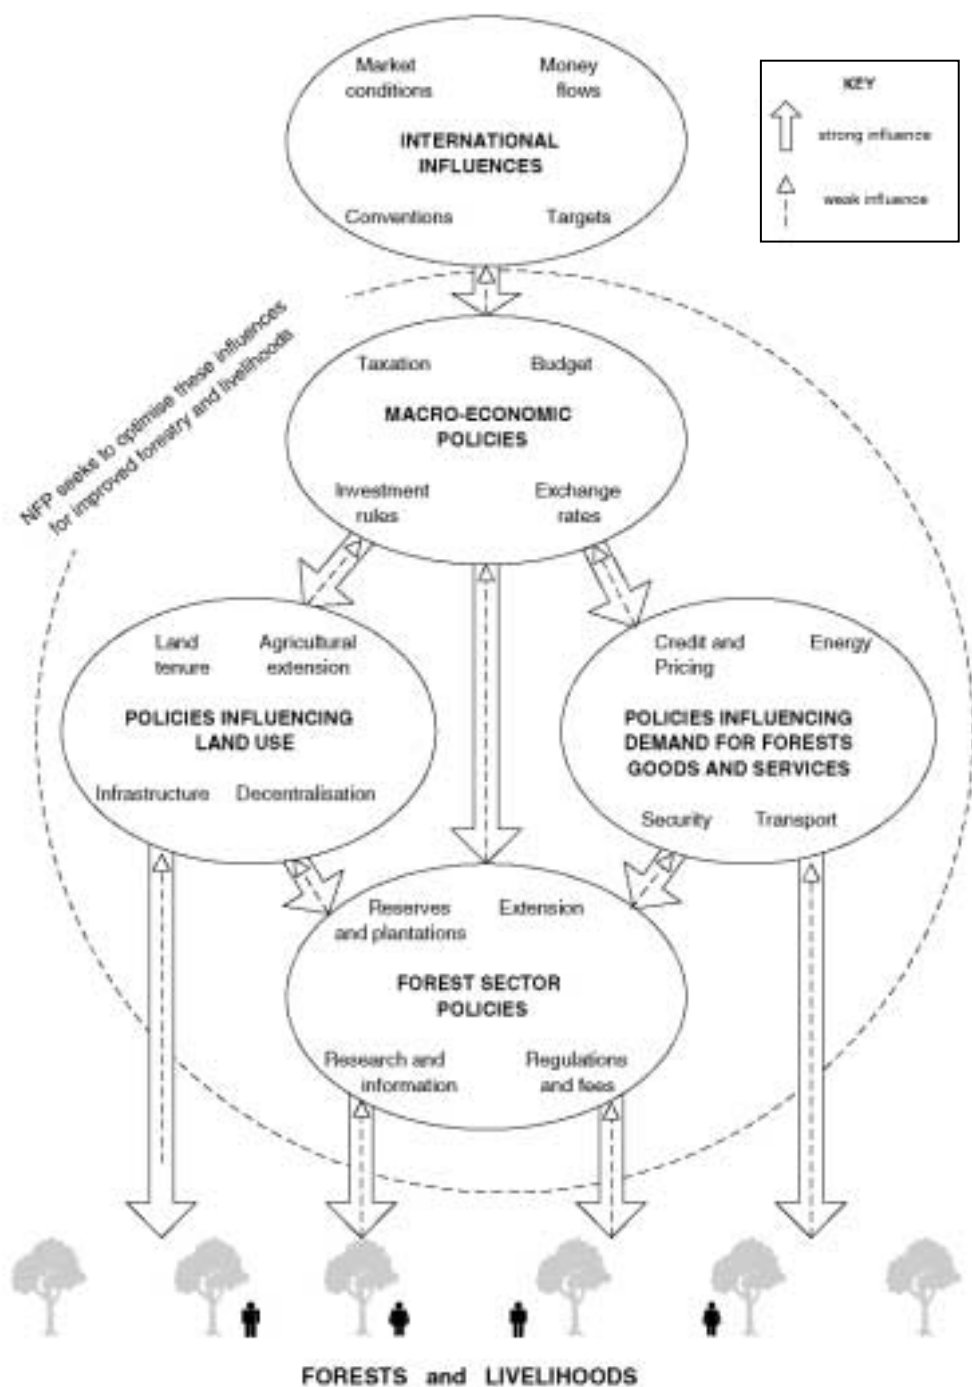 Market
conditions
Money
flows
INTERNATIONAL
INFLUENCES
Conventions
Targets
KEY
strong influence
weak influence
NFP seeks to optimise these influences
for improved forestry and livelihoods
Taxation
Budget
MACRO-ECONOMIC
POLICIES
Investment
rules
Exchange
rates
Land
tenure
Agricultural
extension
POLICIES INFLUENCING
LAND USE
Infrastructure
Decentralisation
Credit and
Pricing
Energy
POLICIES INFLUENCING
DEMAND FOR FORESTS
GOODS AND SERVICES
Security
Transport
Reserves
and plantations
Extension
FOREST SECTOR
POLICIES
Research and
information
Regulations
and fees
FORESTS and LIVELIHOODS